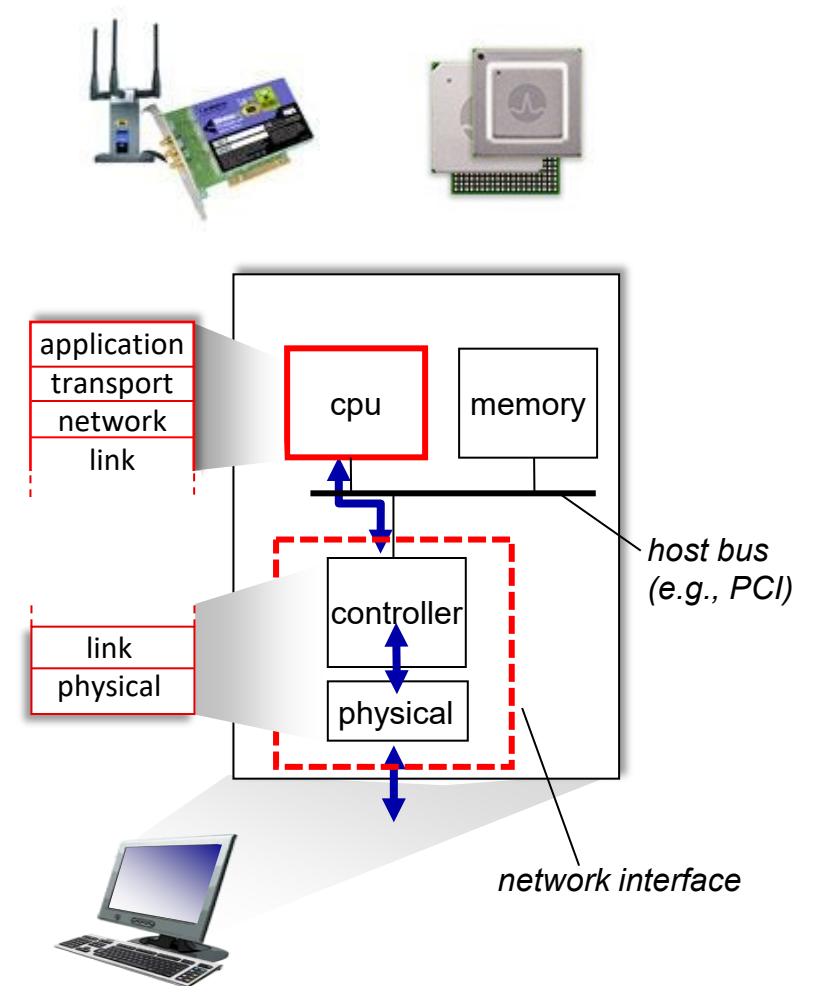 application
transport
network
link
cpu
memory
host bus
(e.g., PCI)
controller
link
physical
physical
network interface